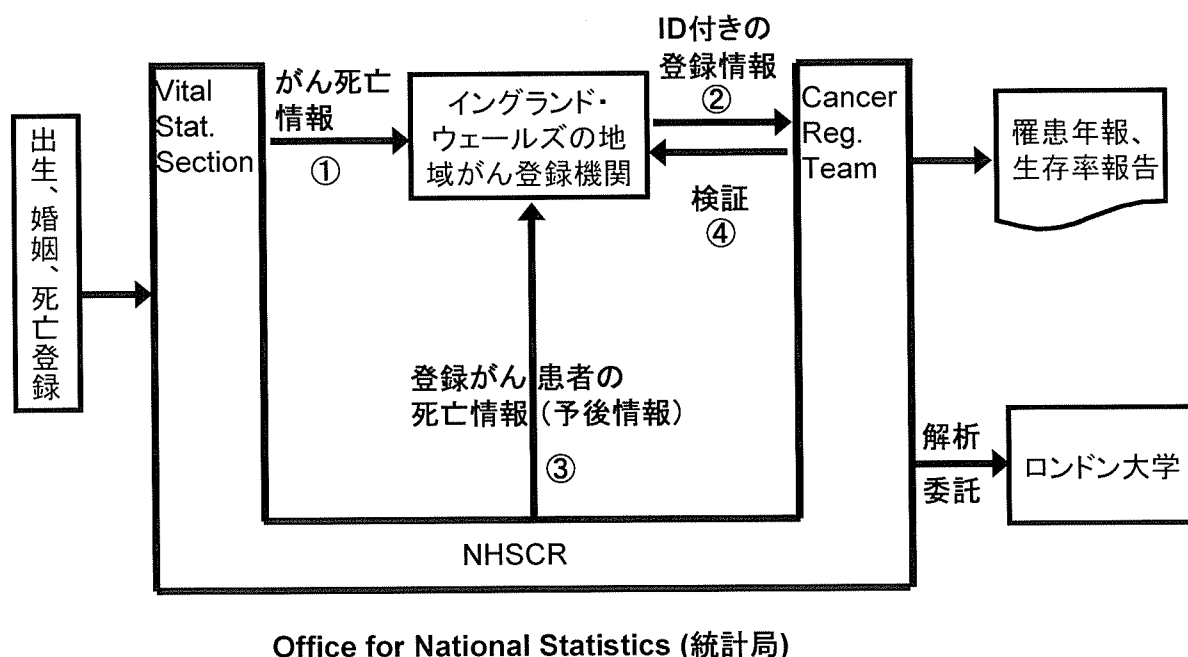 出生、婚姻、死亡登録
Vital
Stat.
Section
がん死亡
情報
①
イングランド・
ウェールズの地
域がん登録機関
ID付きの
登録情報
②
検証
④
Cancer
Reg.
Team
罹患年報、
生存率報告
登録がん患者の
死亡情報（予後情報）
③
解析
委託
ロンドン大学
NHSCR
Office for National Statistics (統計局)